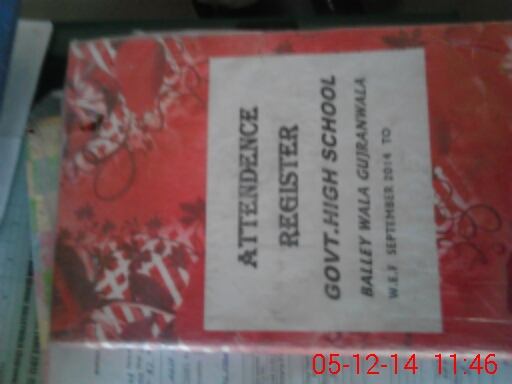 ATTENDENCE
REGISTER
GOVT.HIGH SCHOOL
BALLEY WALA GUJRANWALA
W.E.F SEPTEMBER 2014 TO
05-12-14 11:46